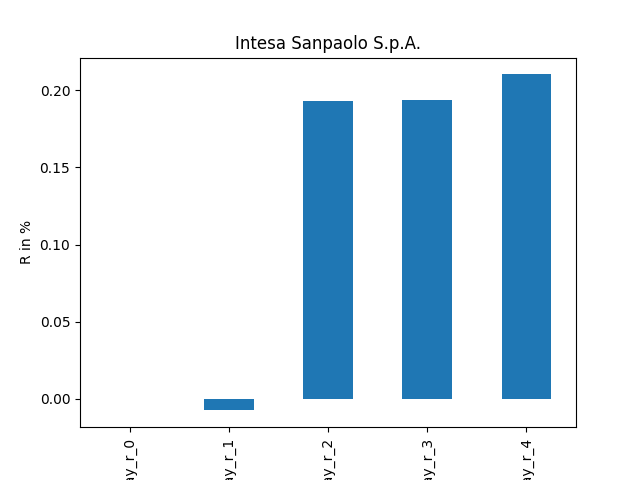 Intesa Sanpaolo S.p.A.
R in %
0.20
0.15
0.10
0.05
0.00
ay_r_0
ay_r_1
ay_r_2
ay_r_3
ay_r_4